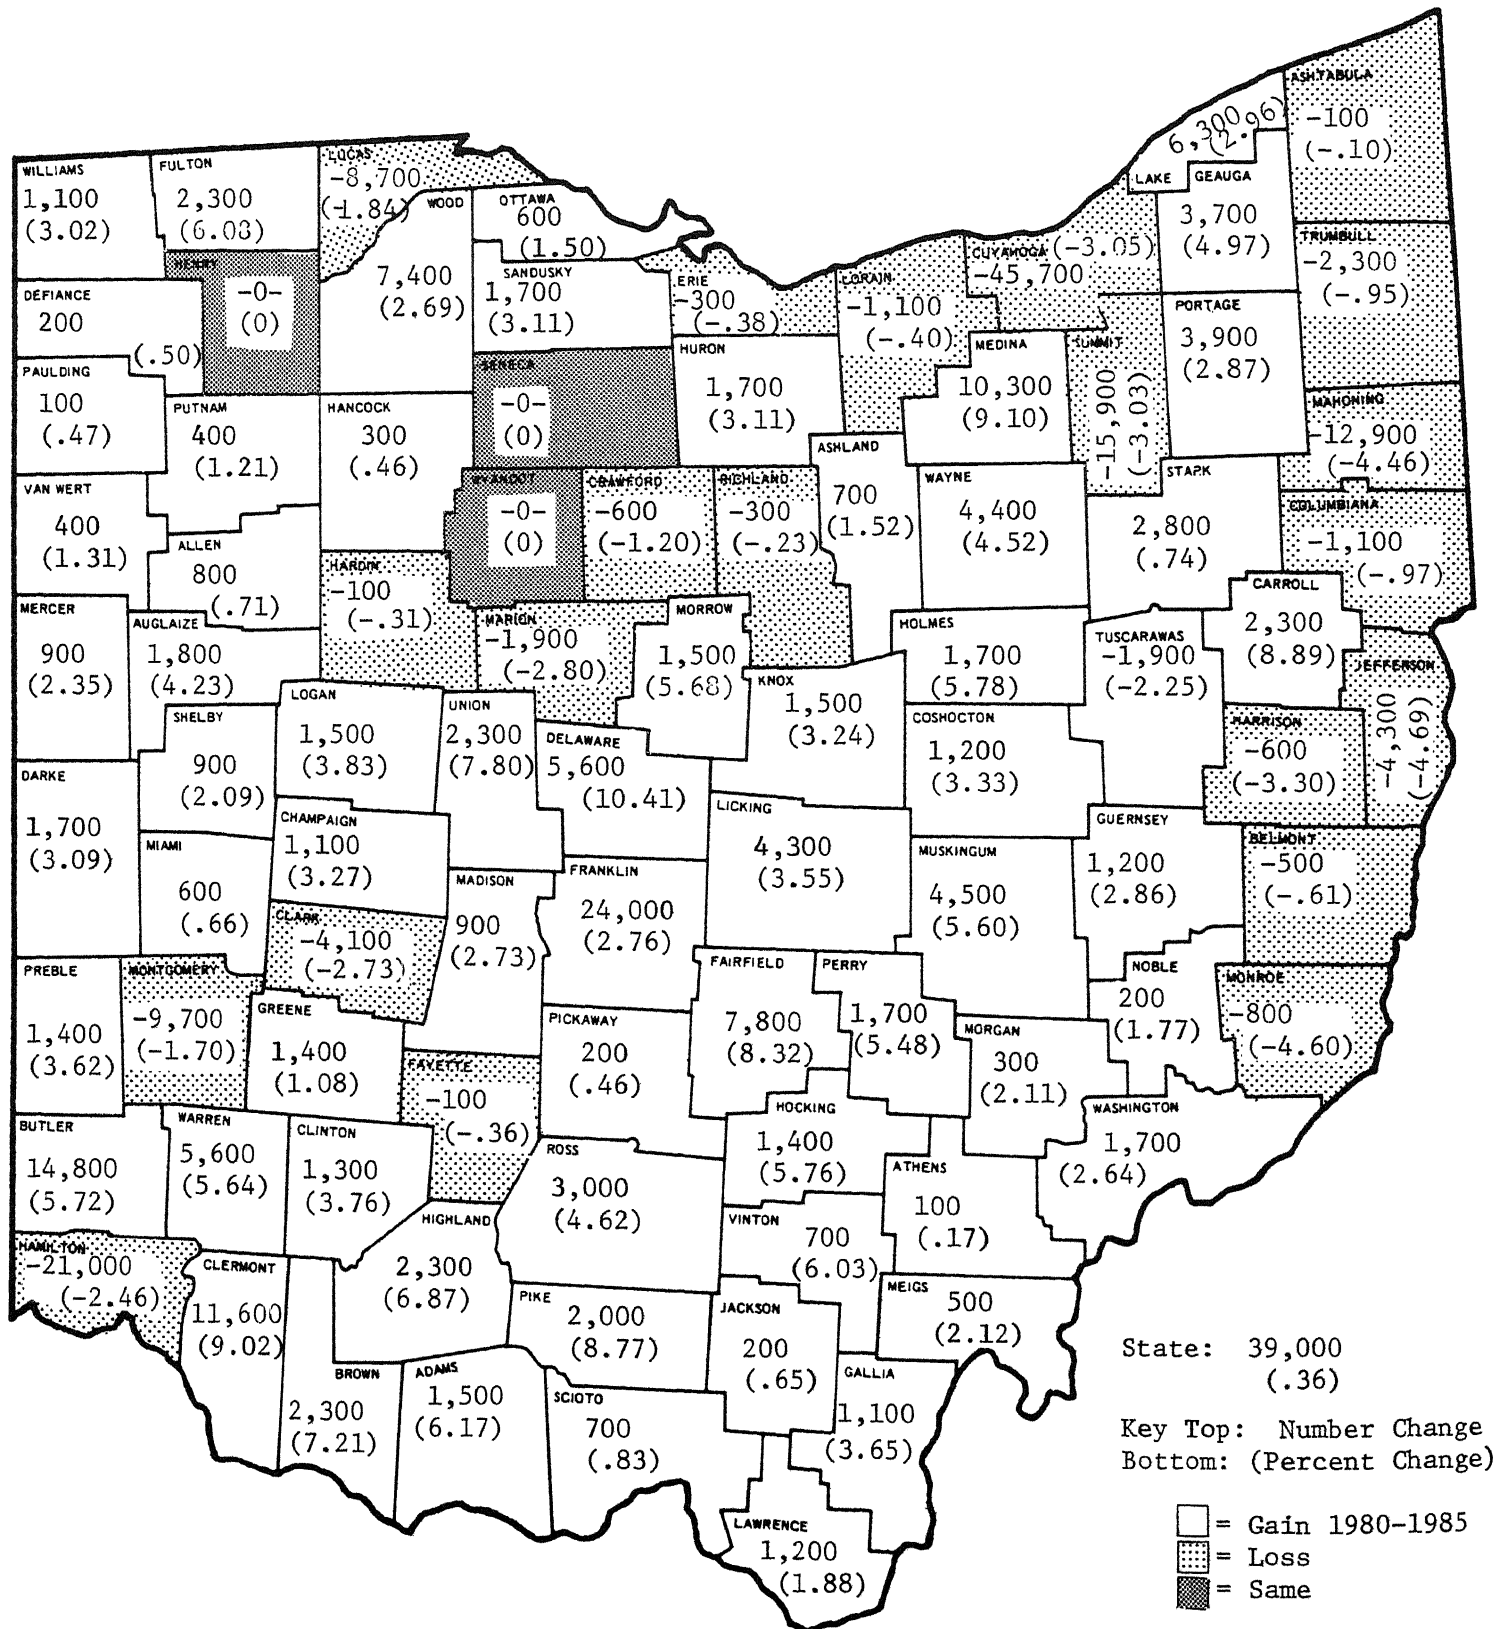 ASHTABULA
-100
(-.10)
6,300
(2.96)
LAKE
GEAUGA
3,700
(4.97)
WILLIAMS
1,100
(3.02)
FULTON
2,300
(6.08)
LUCAS
-8,700
(-1.84)
WOOD
7,400
(2.69)
OTTAWA
600
(1.50)
SANDUSKY
1,700
(3.11)
ERIE
-300
(-.38)
LORAIN
-1,100
(-.40)
CUYAHOGA (-3.05)
-45,700
TRUMBULL
-2,300
(-.95)
HENRY
-0-
(0)
DEFIANCE
200
(.50)
PAULDING
100
(.47)
PUTNAM
400
(1.21)
HANCOCK
300
(.46)
SENECA
-0-
(0)
HURON
1,700
(3.11)
MEDINA
10,300
(9.10)
SUMMIT
-15,900
(-3.03)
PORTAGE
3,900
(2.87)
MAHONING
-12,900
(-4.46)
VAN WERT
400
(1.31)
ALLEN
800
(.71)
WYANDOT
-0-
(0)
CRAWFORD
-600
(-1.20)
RICHLAND
-300
(-.23)
ASHLAND
700
(1.52)
WAYNE
4,400
(4.52)
STARK
2,800
(.74)
COLUMBIANA
-1,100
(-.97)
MERCER
900
(2.35)
AUGLAIZE
1,800
(4.23)
HARDIN
-100
(-.31)
MARION
-1,900
(-2.80)
MORROW
1,500
(5.68)
KNOX
1,500
(3.24)
HOLMES
1,700
(5.78)
TUSCARAWAS
-1,900
(-2.25)
CARROLL
2,300
(8.89)
JEFFERSON
-4,300
(-4.69)
SHELBY
900
(2.09)
LOGAN
1,500
(3.83)
UNION
2,300
(7.80)
DELAWARE
5,600
(10.41)
COSHOCTON
1,200
(3.33)
HARRISON
-600
(-3.30)
DARKE
1,700
(3.09)
MIAMI
600
(.66)
CHAMPAIGN
1,100
(3.27)
LICKING
4,300
(3.55)
MUSKINGUM
4,500
(5.60)
GUERNSEY
1,200
(2.86)
BELMONT
-500
(-.61)
CLARK
-4,100
(-2.73)
MADISON
900
(2.73)
FRANKLIN
24,000
(2.76)
PREBLE
1,400
(3.62)
MONTGOMERY
-9,700
(-1.70)
GREENE
1,400
(1.08)
FAYETTE
-100
(-.36)
PICKAWAY
200
(.46)
FAIRFIELD
7,800
(8.32)
PERRY
1,700
(5.48)
MORGAN
300
(2.11)
NOBLE
200
(1.77)
MONROE
-800
(-4.60)
BUTLER
14,800
(5.72)
WARREN
5,600
(5.64)
CLINTON
1,300
(3.76)
ROSS
3,000
(4.62)
HOCKING
1,400
(5.76)
ATHENS
100
(.17)
WASHINGTON
1,700
(2.64)
HAMILTON
-21,000
(-2.46)
CLERMONT
11,600
(9.02)
HIGHLAND
2,300
(6.87)
PIKE
2,000
(8.77)
VINTON
700
(6.03)
JACKSON
200
(.65)
MEIGS
500
(2.12)
BROWN
2,300
(7.21)
ADAMS
1,500
(6.17)
SCIOTO
700
(.83)
GALLIA
1,100
(3.65)
LAWRENCE
1,200
(1.88)
State: 39,000
(.36)
Key Top: Number Change
Bottom: (Percent Change)
= Gain 1980-1985
= Loss
= Same